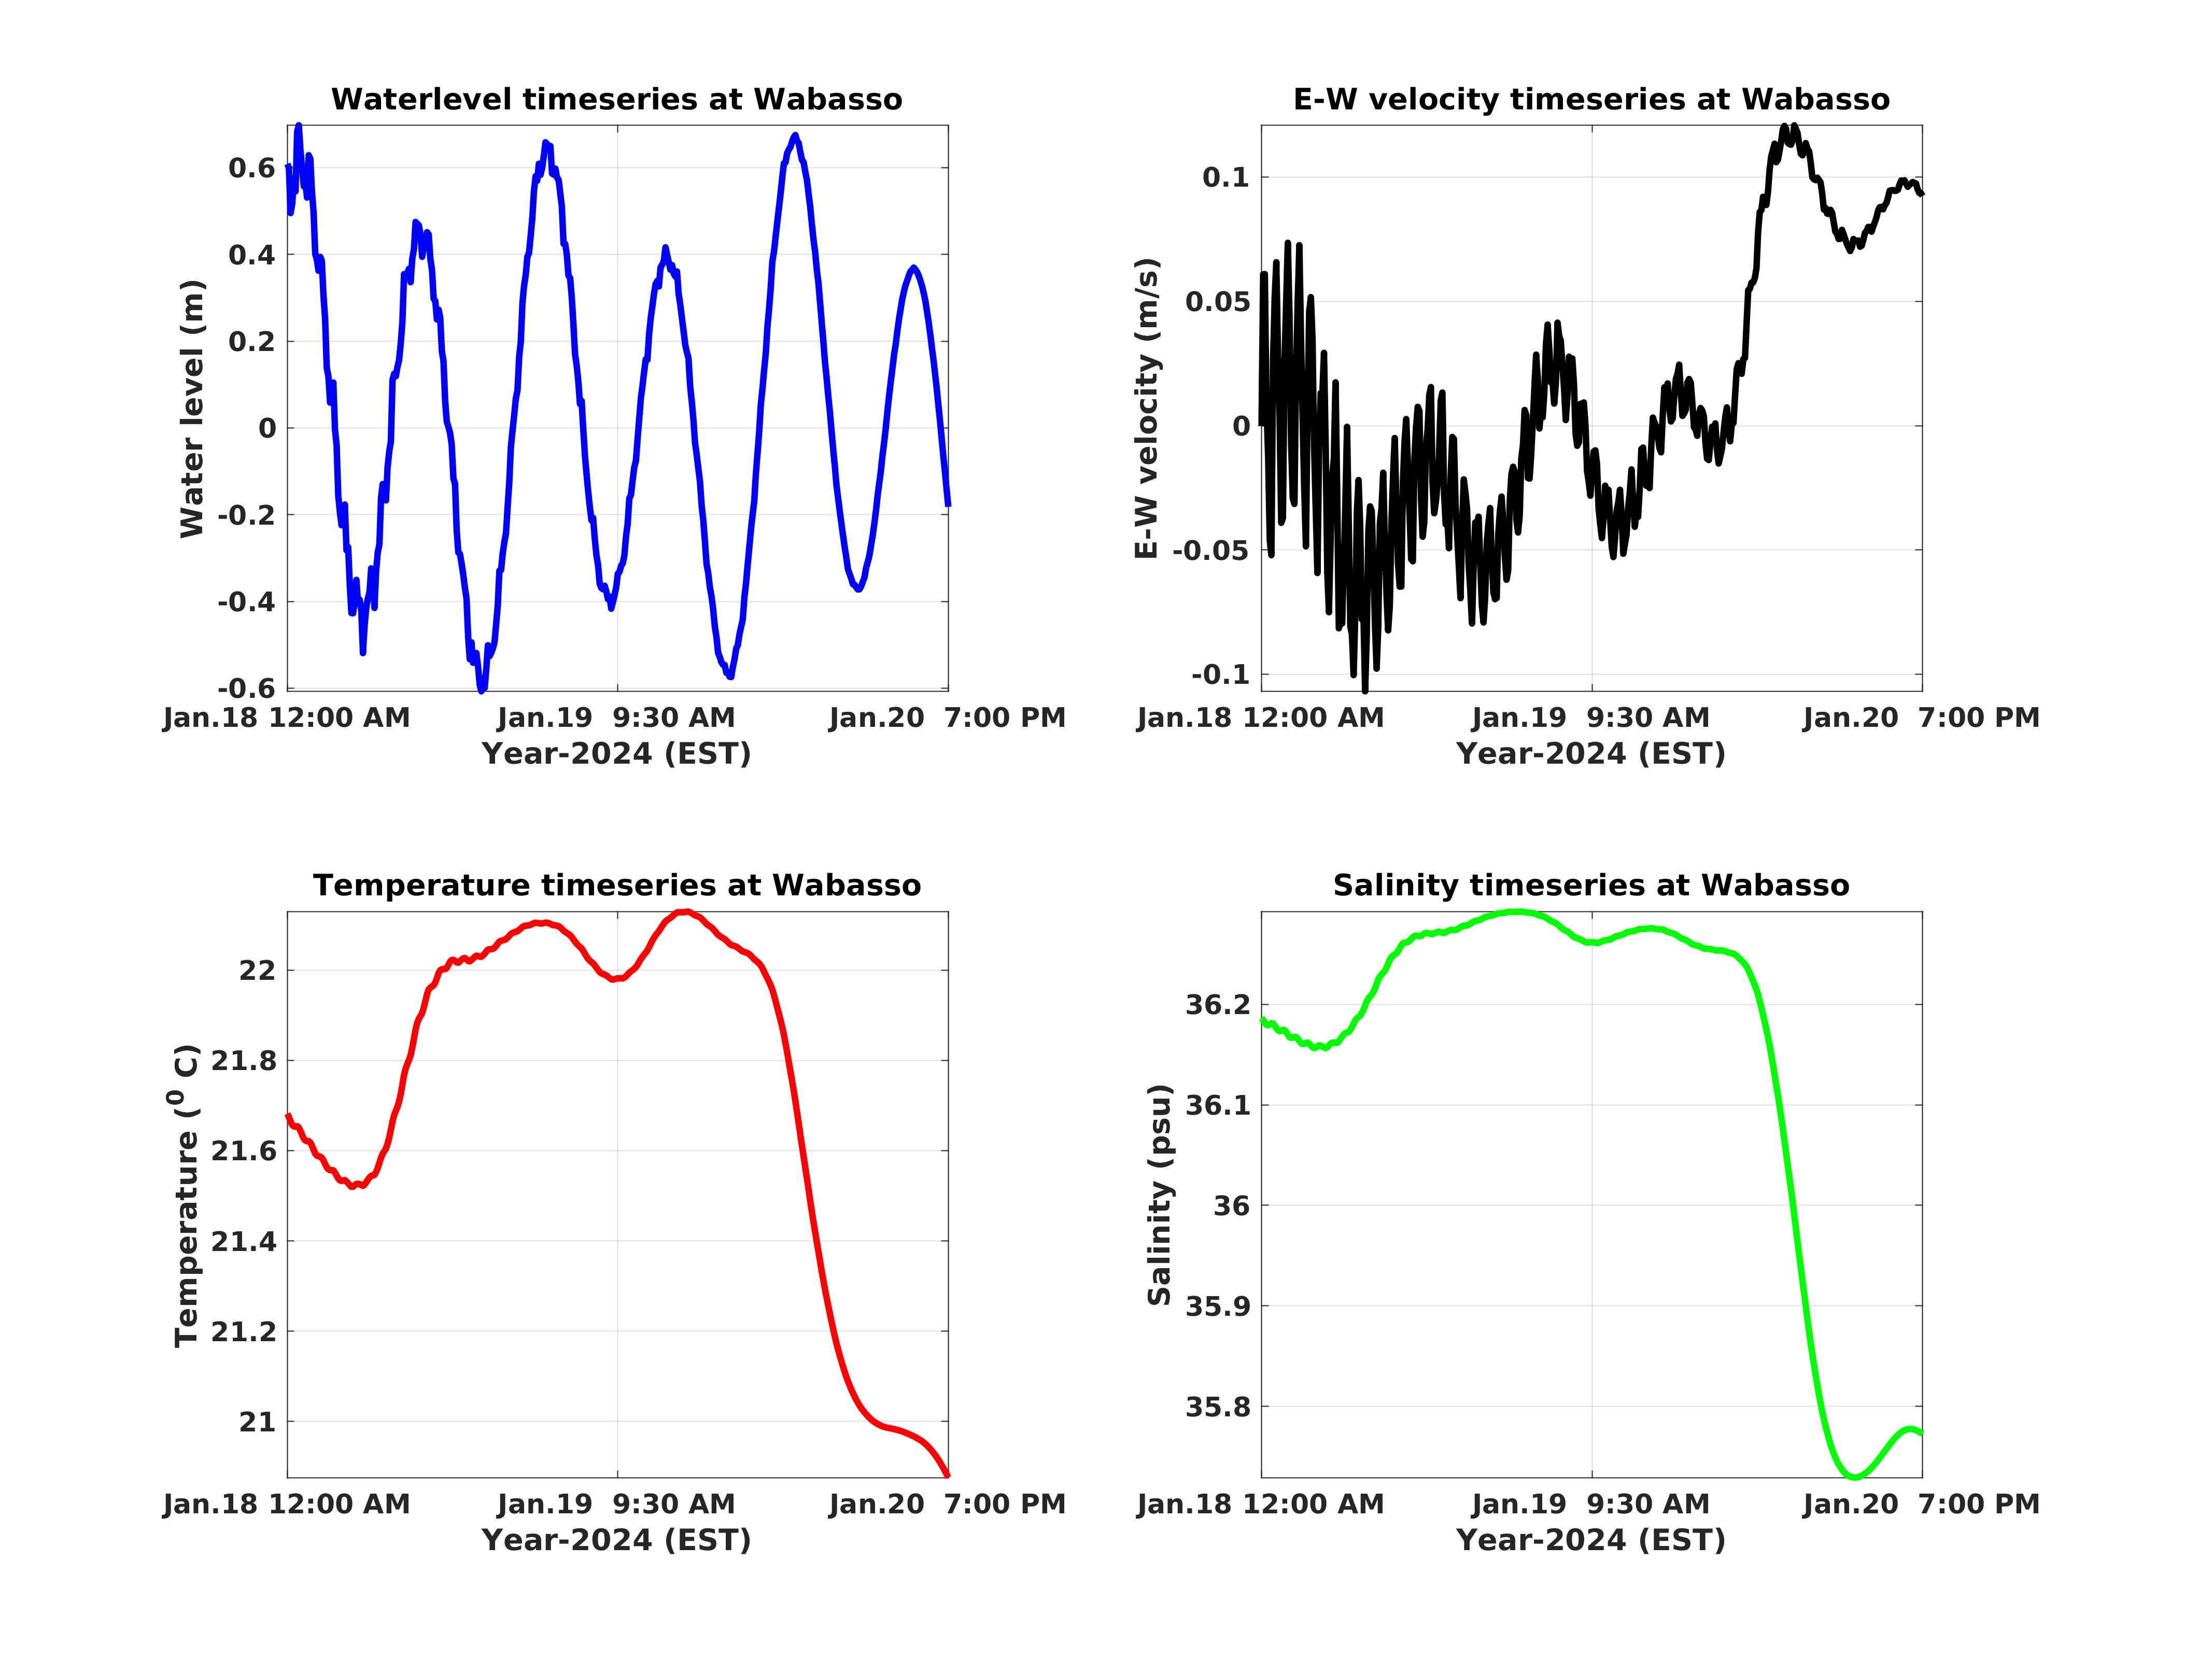 Waterlevel timeseries at Wabasso
0.6
0.4
0.2
0
-0.2
-0.4
-0.6
Water level (m)
Jan.18 12:00 AM
Jan.19 9:30 AM
Jan.20 7:00 PM
Year-2024 (EST)
E-W velocity timeseries at Wabasso
0.1
0.05
0
-0.05
-0.1
E-W velocity (m/s)
Jan.18 12:00 AM
Jan.19 9:30 AM
Jan.20 7:00 PM
Year-2024 (EST)
Temperature timeseries at Wabasso
22
21.8
21.6
21.4
21.2
21
Temperature (⁰ C)
Jan.18 12:00 AM
Jan.19 9:30 AM
Jan.20 7:00 PM
Year-2024 (EST)
Salinity timeseries at Wabasso
36.2
36.1
36
35.9
35.8
Salinity (psu)
Jan.18 12:00 AM
Jan.19 9:30 AM
Jan.20 7:00 PM
Year-2024 (EST)